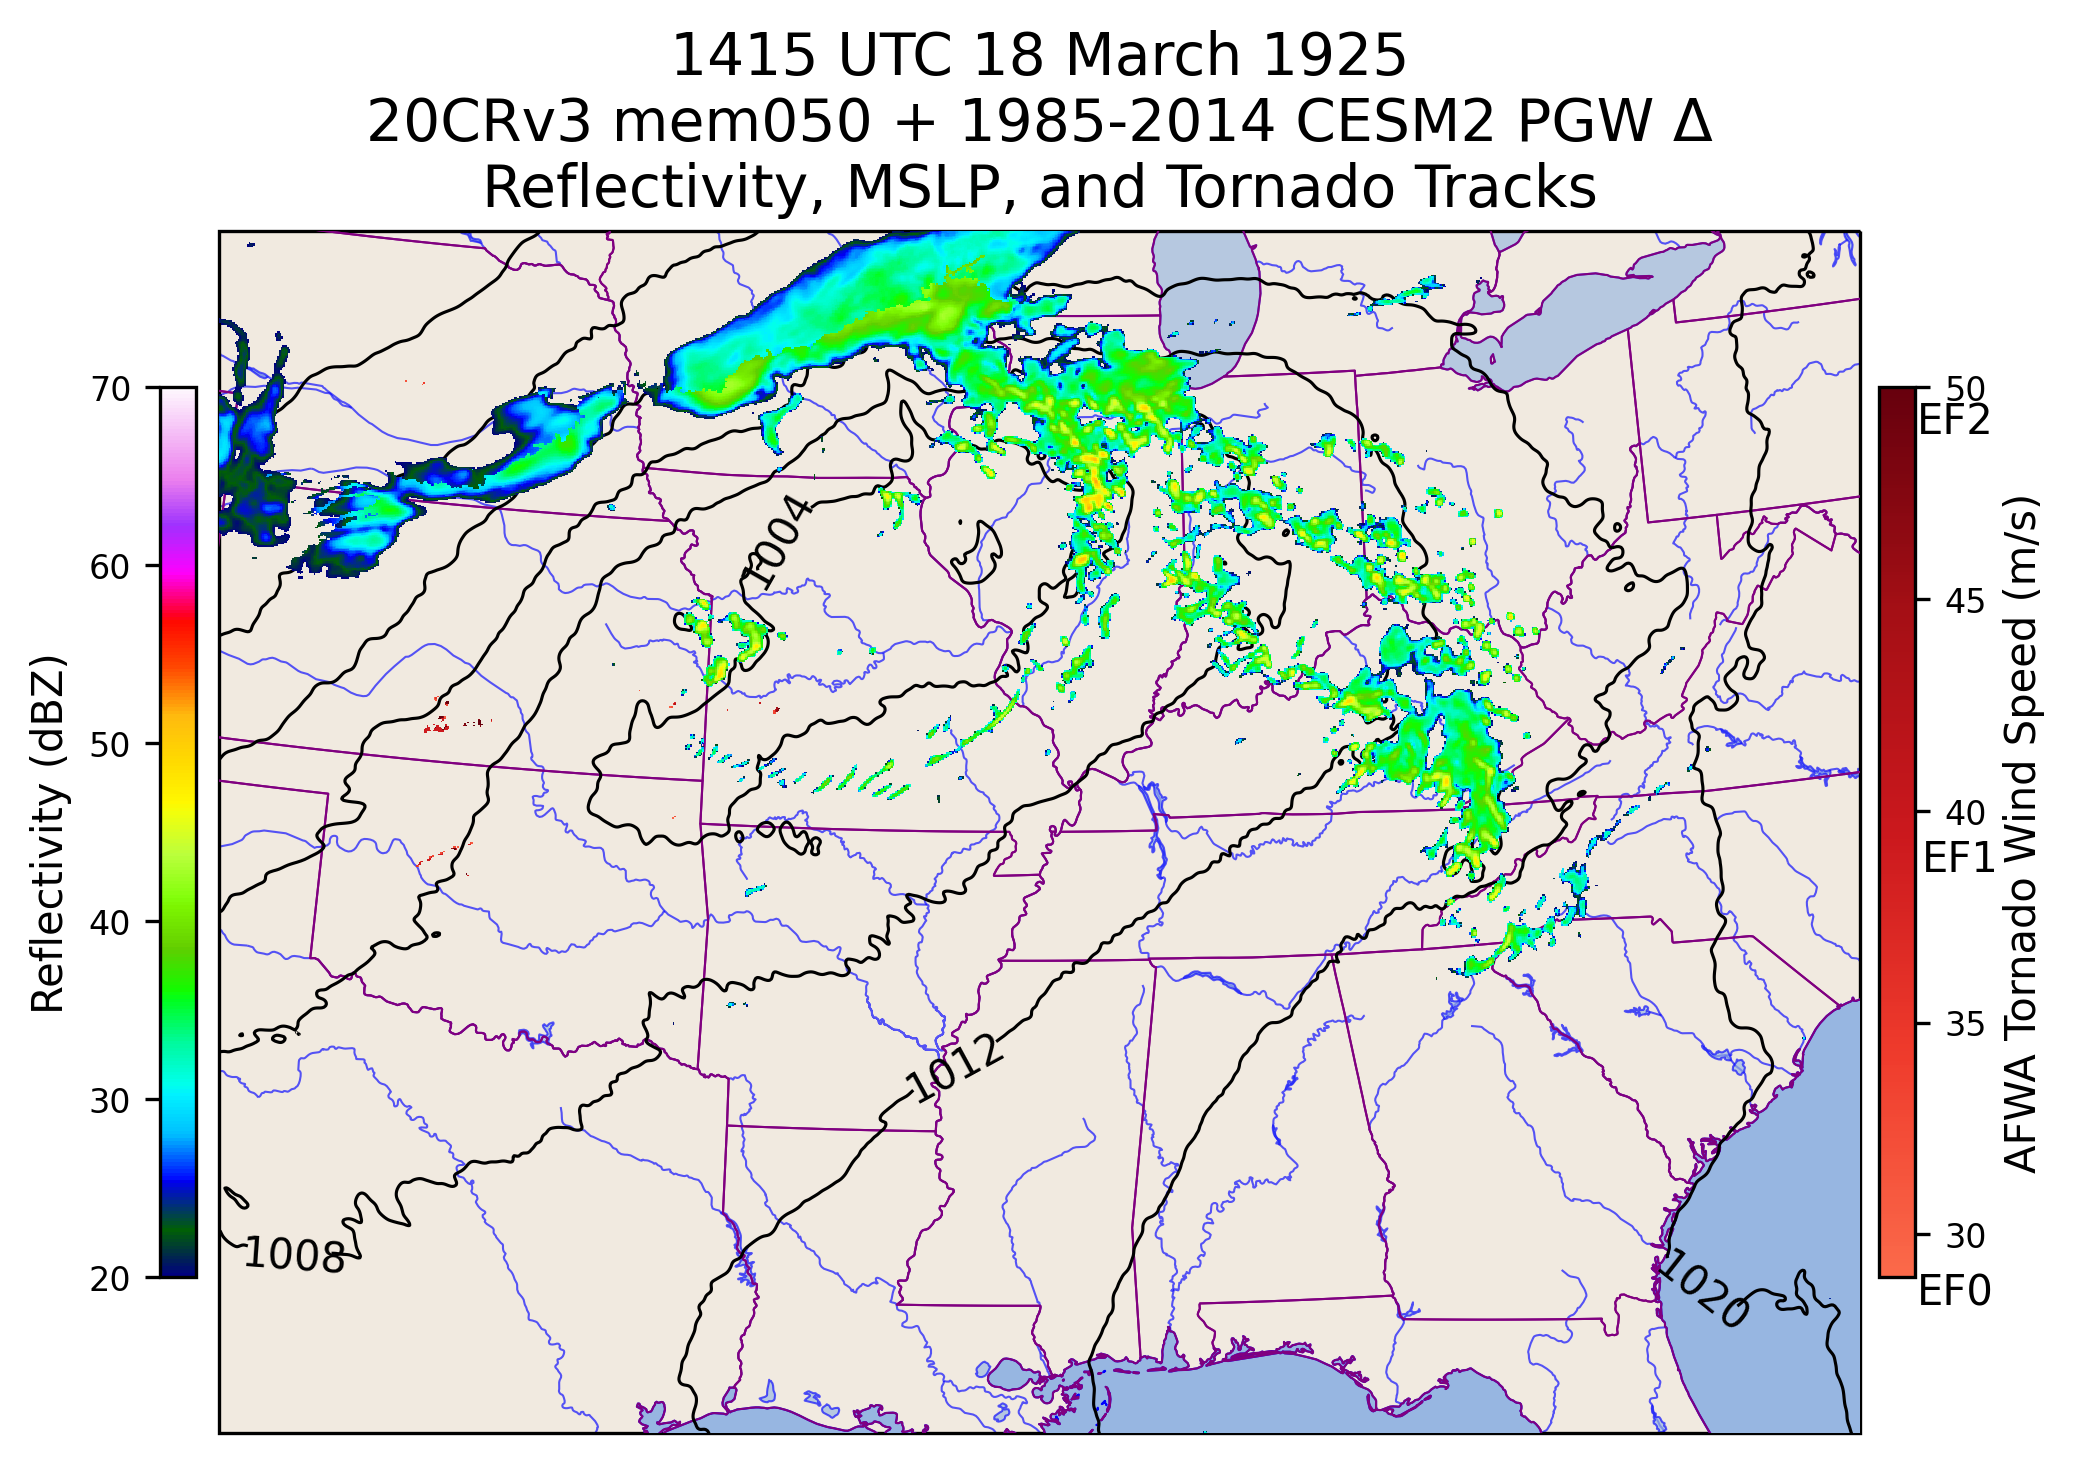 1415 UTC 18 March 1925
20CRv3 mem050 + 1985-2014 CESM2 PGW Δ
Reflectivity, MSLP, and Tornado Tracks
70
60
50
40
30
20
Reflectivity (dBZ)
1004
1012
1008
1020
50
EF2
45
40
EF1
35
30
EF0
AFWA Tornado Wind Speed (m/s)